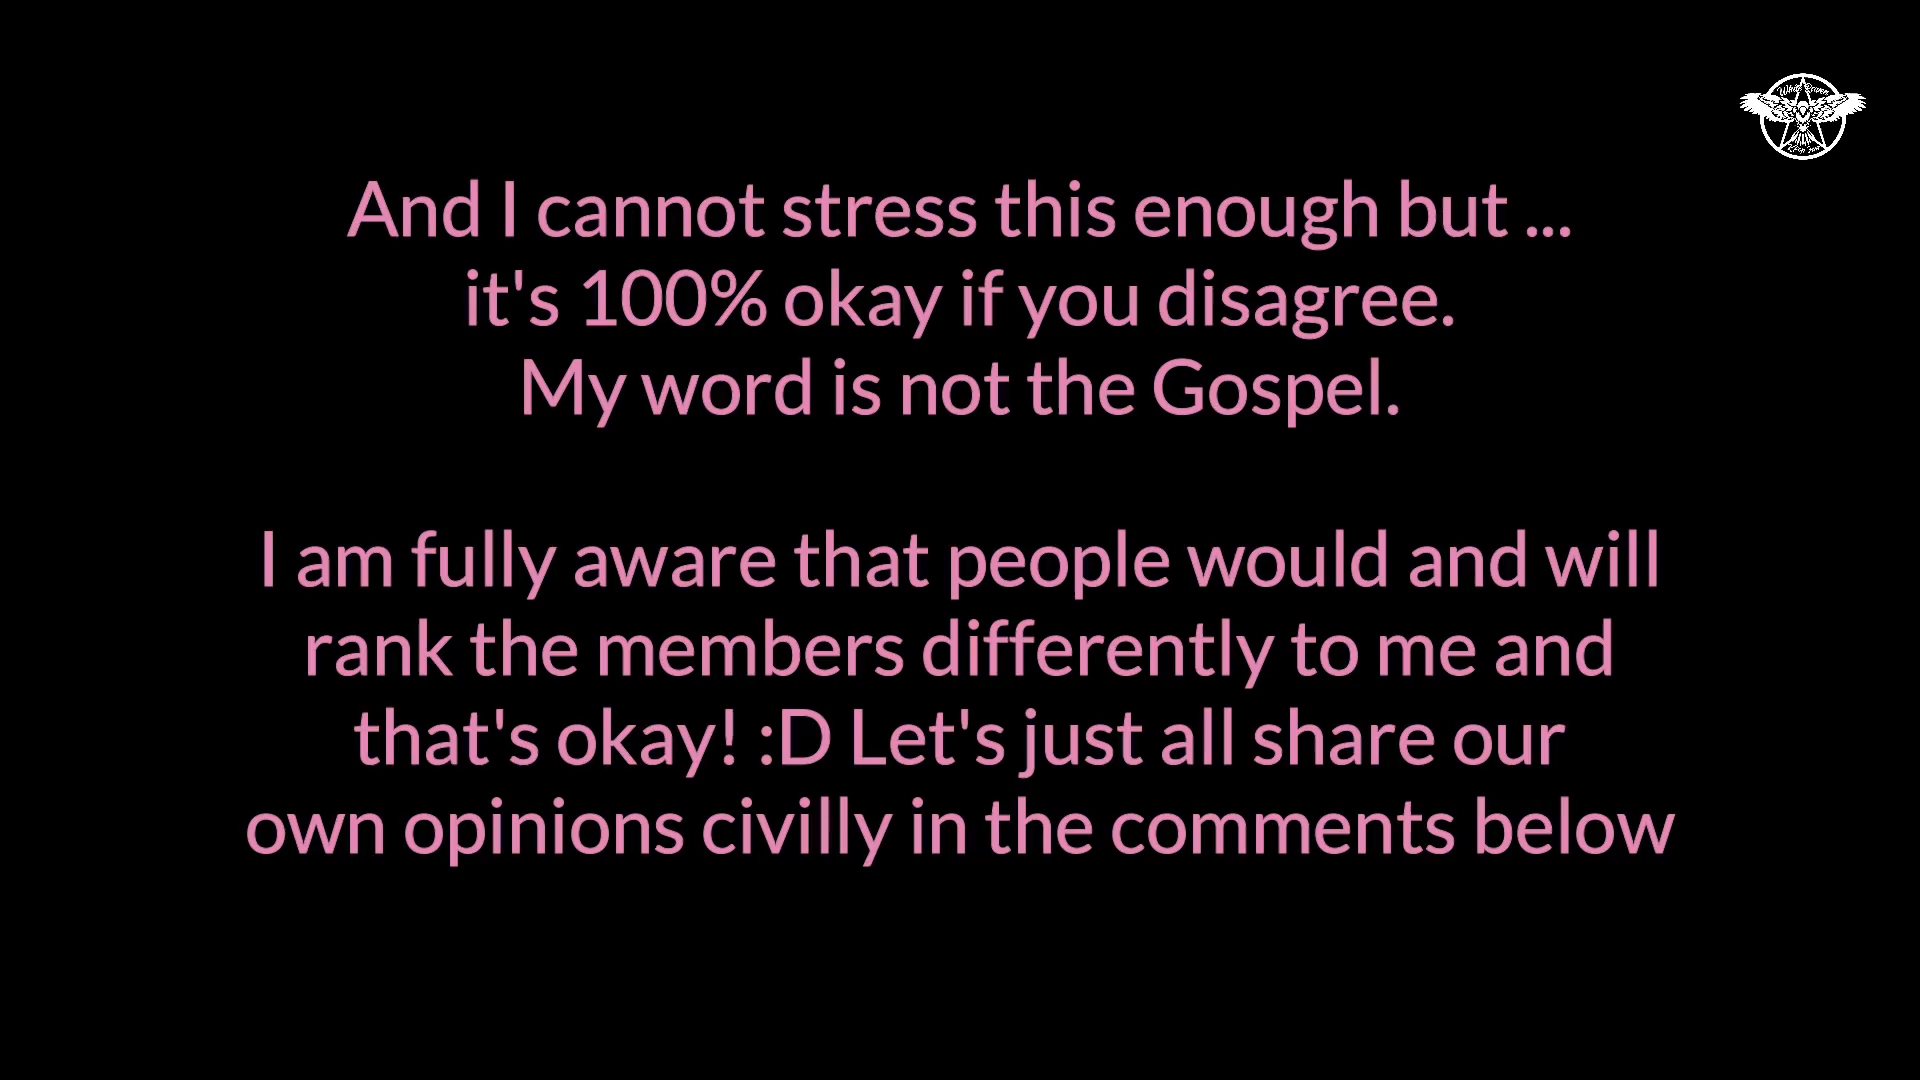 White Raven
And I cannot stress this enough but ...
it's 100% okay if you disagree.
My word is not the Gospel.
I am fully aware that people would and will
rank the members differently to me and
that's okay! :D Let's just all share our
own opinions civilly in the comments below